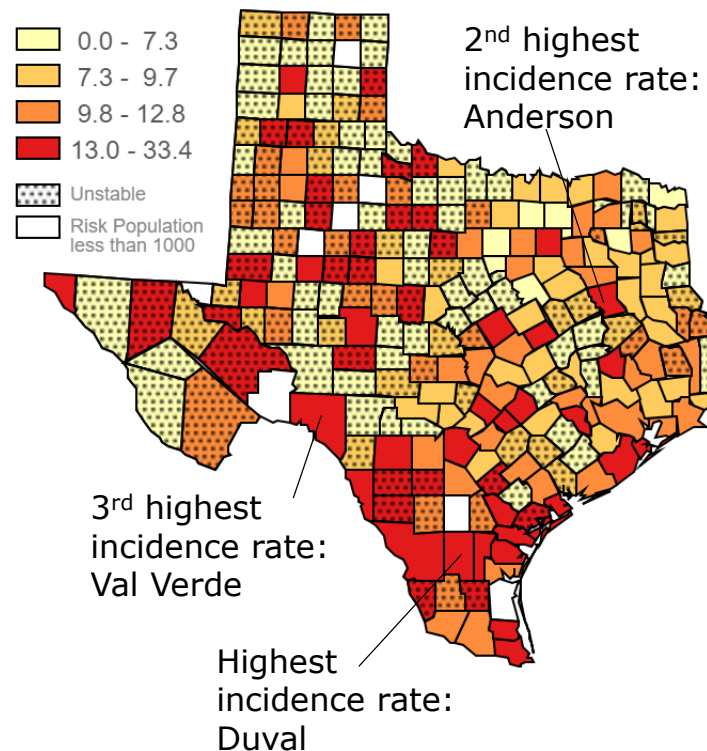 0.0 - 7.3
7.3 - 9.7
9.8 - 12.8
13.0 - 33.4
Unstable
Risk Population
less than 1000
2nd highest
incidence rate:
Anderson
3rd highest
incidence rate:
Val Verde
Highest
incidence rate:
Duval